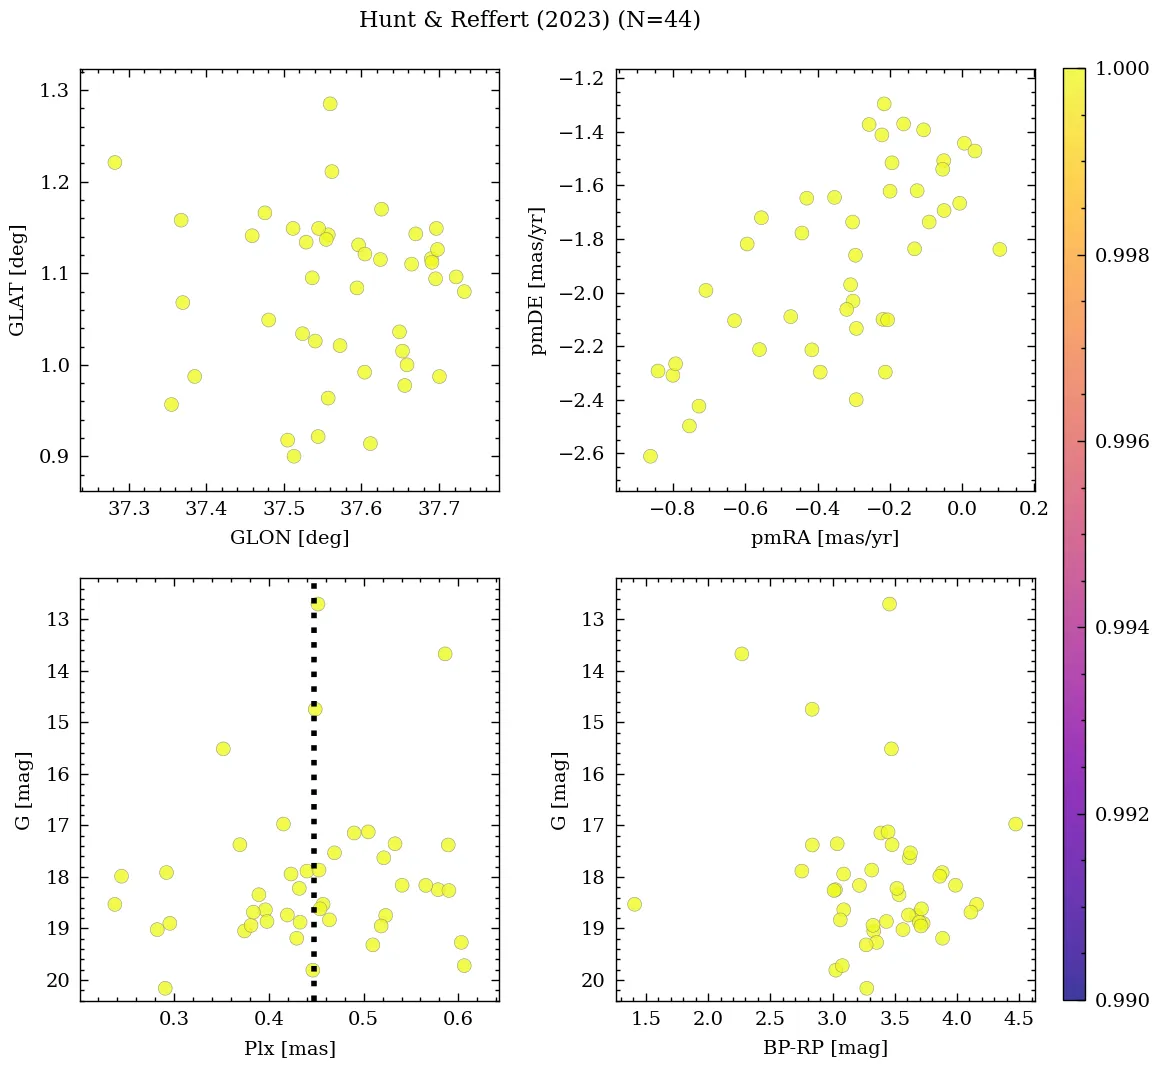 Hunt & Reffert (2023) (N=44)
1.3
1.2
1.1
1.0
0.9
GLAT [deg]
37.3 37.4 37.5 37.6 37.7
GLON [deg]
−1.2
−1.4
−1.6
−1.8
−2.0
−2.2
−2.4
−2.6
pmDE [mas/yr]
−0.8 −0.6 −0.4 −0.2 0.0 0.2
pmRA [mas/yr]
13
14
15
16
17
18
19
20
G [mag]
0.3 0.4 0.5 0.6
Plx [mas]
13
14
15
16
17
18
19
20
G [mag]
1.5 2.0 2.5 3.0 3.5 4.0 4.5
BP-RP [mag]
1.000
0.998
0.996
0.994
0.992
0.990